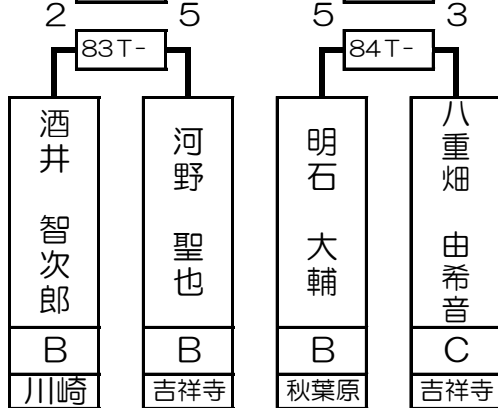 2 5 5 3
83T- 84T-
酒井 智次郎
河野 聖也
明石 大輔
八重畑 由希音
B B B C
川崎 吉祥寺 秋葉原 吉祥寺